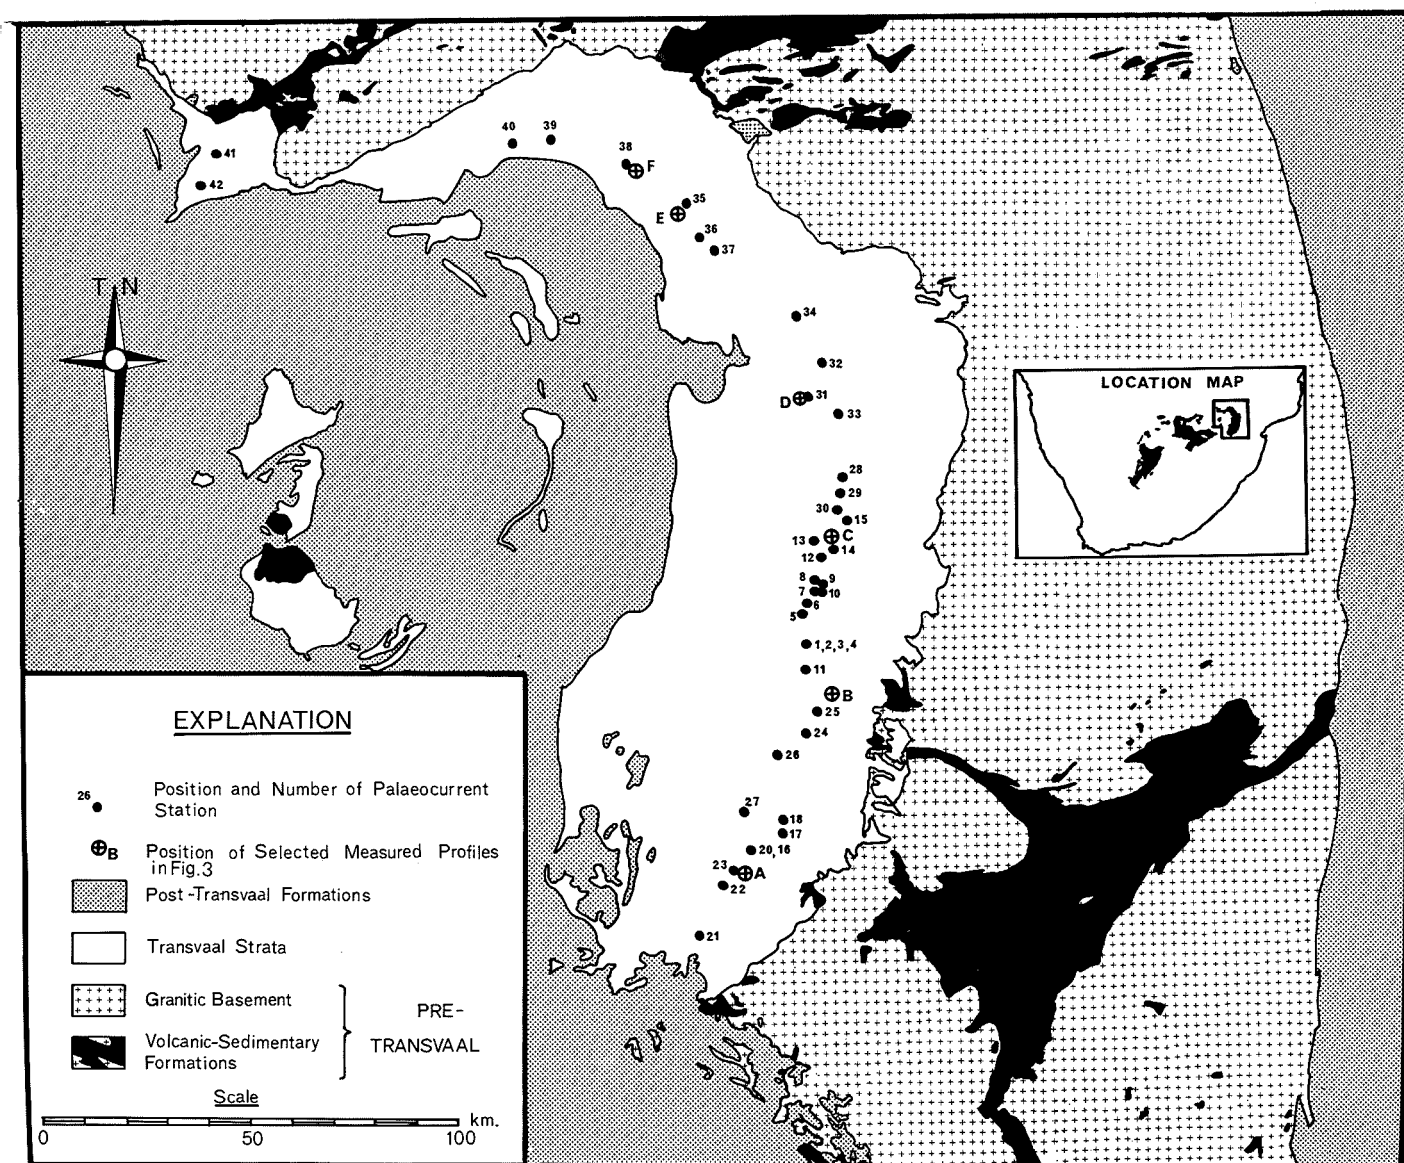 40
39
38
F
41
42
35
E
36
37
T N
34
32
LOCATION MAP
D
31
33
28
29
30
15
13
C
14
12
8
9
7
10
6
5
1,2,3,4
11
B
25
24
26
27
18
17
20,16
23
A
22
21
EXPLANATION
26
Position and Number of Palaeocurrent
Station
B
Position of Selected Measured Profiles
in Fig. 3
Post-Transvaal Formations
Transvaal Strata
Granitic Basement
PRE-
TRANSVAAL
Volcanic-Sedimentary
Formations
Scale
km.
0
50
100